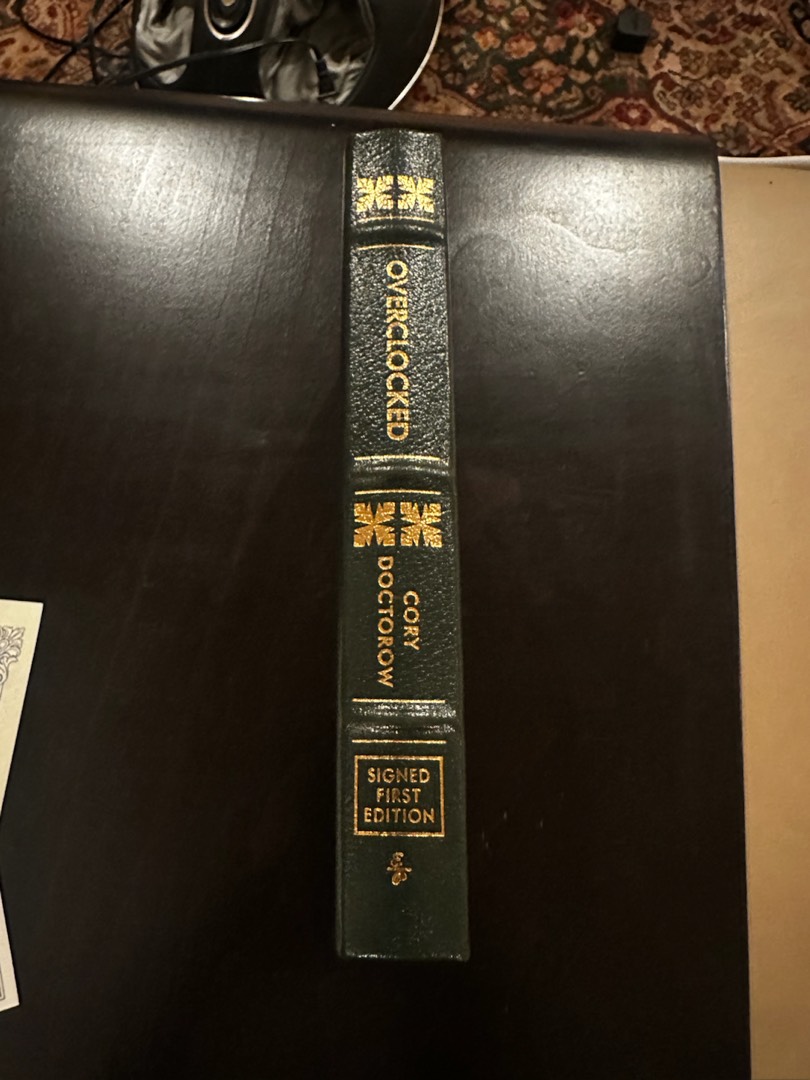 OVERCLOCKED
CORY
DOCTOROW
SIGNED
FIRST
EDITION